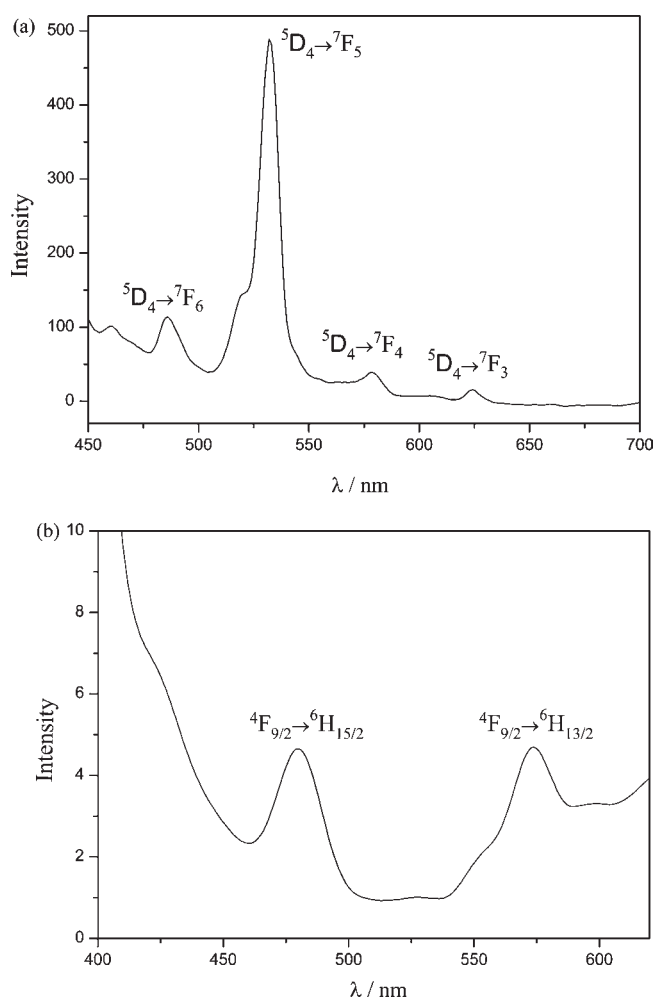 (a)
500
400
300
200
100
0
⁵D₄→⁷F₅
⁵D₄→⁷F₆
⁵D₄→⁷F₄
⁵D₄→⁷F₃
Intensity
450 500 550 600 650 700
λ / nm
(b)
10
8
6
4
2
0
⁴F₉/₂→⁶H₁₅/₂ ⁴F₉/₂→⁶H₁₃/₂
Intensity
400 450 500 550 600
λ / nm